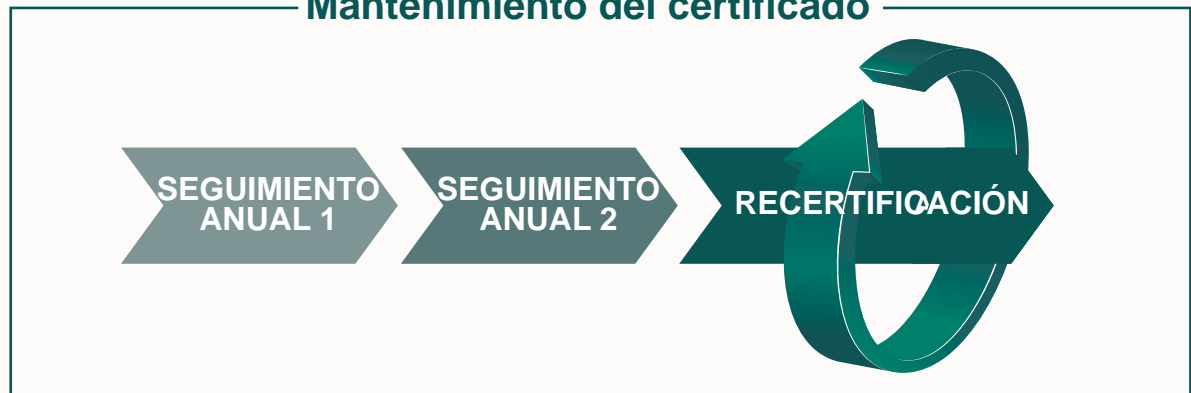 Mantenimiento del certificado
SEGUIMIENTO
ANUAL 1
SEGUIMIENTO
ANUAL 2
RECERTIFICACIÓN